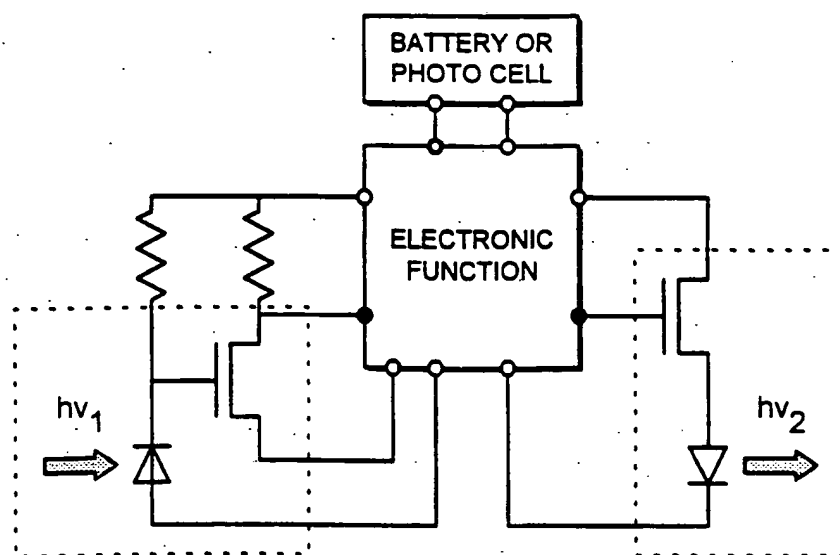 BATTERY OR
PHOTO CELL
ELECTRONIC
FUNCTION
hv1
hv2